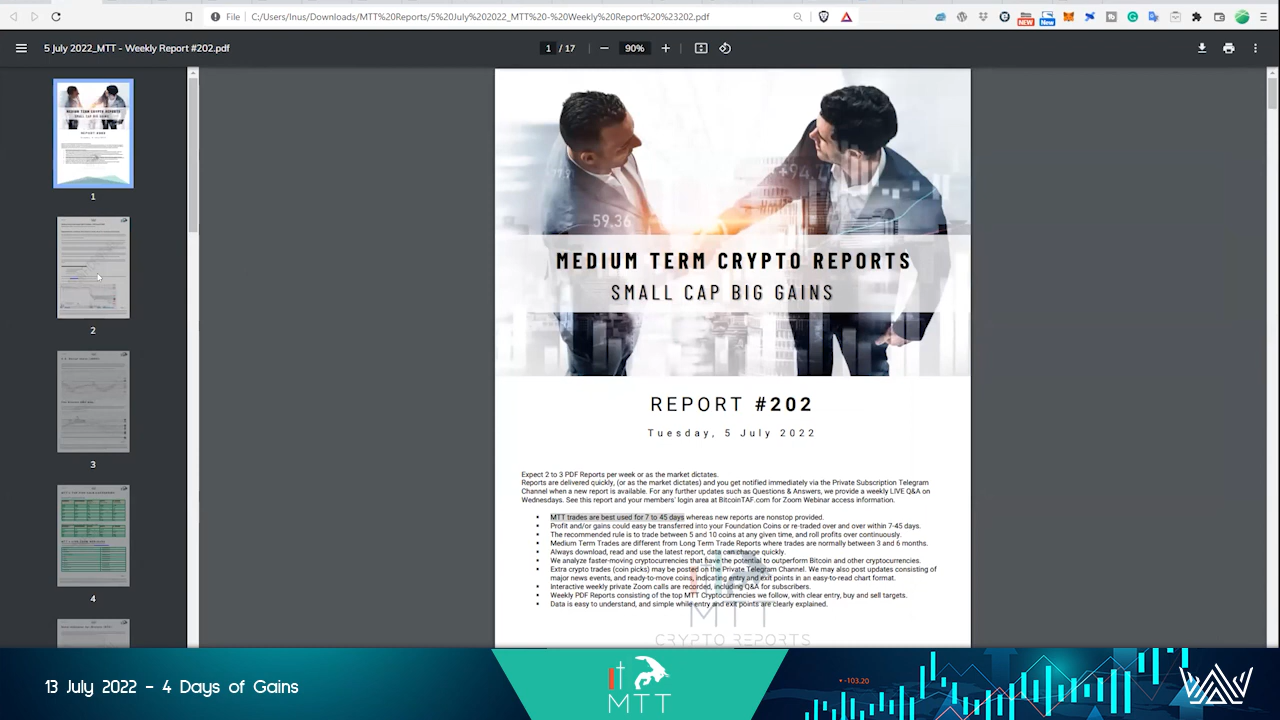 File
C:/Users/Inus/Downloads/MTT%20Reports/5%20July%202022_MTT%20-%20Weekly%20Report%20%23202.pdf
NEW
New
5 July 2022_MTT - Weekly Report #202.pdf
1 / 17
90%
1
2
3
4
59.36
+94.7
MEDIUM TERM CRYPTO REPORTS
SMALL CAP BIG GAINS
REPORT #202
Tuesday, 5 July 2022
Expect 2 to 3 PDF Reports per week or as the market dictates.
Reports are delivered quickly, (or as the market dictates) and you get notified immediately via the Private Subscription Telegram
Channel when a new report is available. For any further updates such as Questions & Answers, we provide a weekly LIVE Q&A on
Wednesdays. See this report and your members' login area at BitcoinTAF.com for Zoom Webinar access information.
• MTT trades are best used for 7 to 45 days whereas new reports are nonstop provided.
• Profit and/or gains could easily be transferred into your Foundation Coins or re-traded over and over within 7-45 days.
• The recommended rule is to trade between 5 and 10 coins at any given time, and roll profits over continuously.
• Medium Term Trades are different from Long Term Trade Reports where trades are normally between 3 and 6 months.
• Always download, read and use the latest report, data can change quickly.
• We analyze faster-moving cryptocurrencies that have the potential to outperform Bitcoin and other cryptocurrencies.
• Extra crypto trades (coin picks) may be posted on the Private Telegram Channel. We may also post updates consisting of
major news events, and ready-to-move coins, indicating entry and exit points in an easy-to-read chart format.
• Interactive weekly private Zoom calls are recorded, including Q&A for subscribers.
• Weekly PDF Reports consisting of the top MTT Cryptocurrencies we follow, with clear entry, buy and sell targets.
• Data is easy to understand, and simple while entry and exit points are clearly explained.
MTT
CRYPTO REPORTS
13 July 2022 - 4 Days of Gains
MTT
-103.20